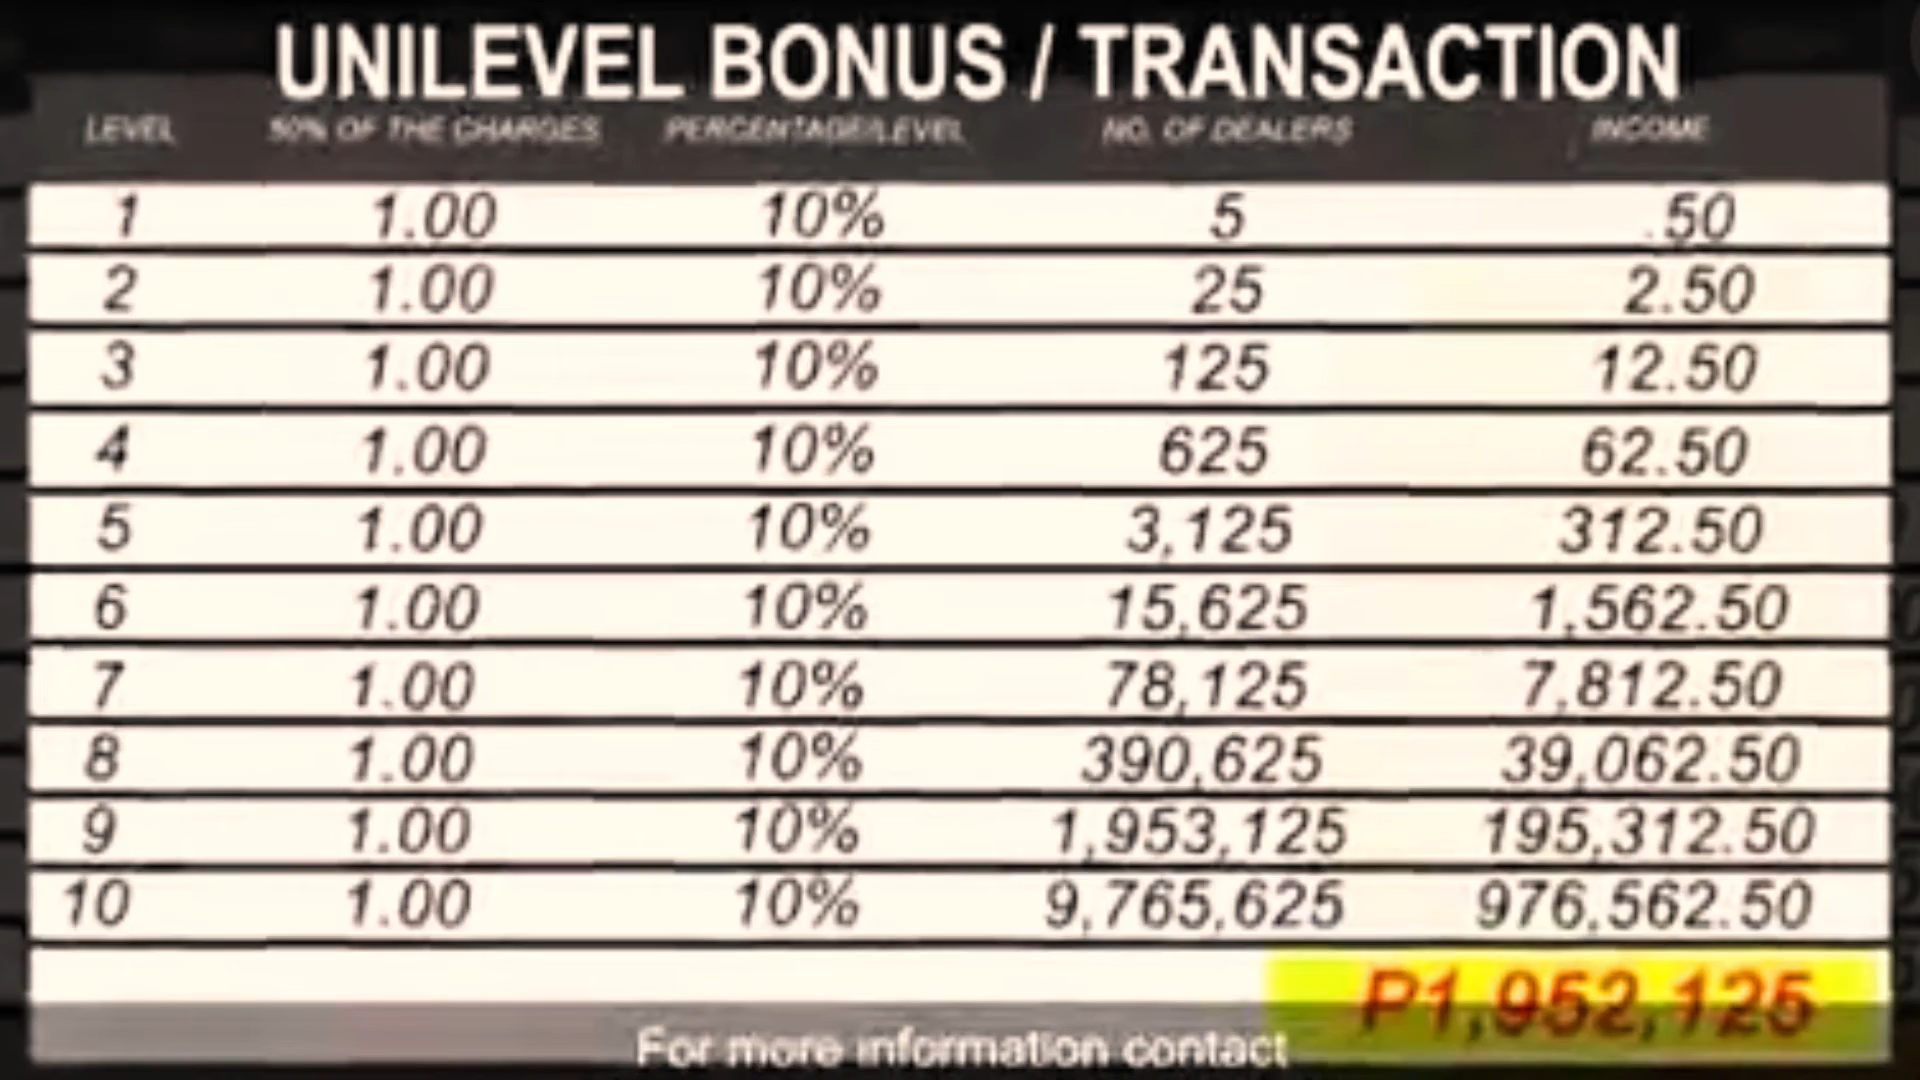 UNILEVEL BONUS / TRANSACTION
LEVEL 50% OF THE CHARGES PERCENTAGE/LEVEL NO. OF DEALERS INCOME
1 1.00 10% 5 .50
2 1.00 10% 25 2.50
3 1.00 10% 125 12.50
4 1.00 10% 625 62.50
5 1.00 10% 3,125 312.50
6 1.00 10% 15,625 1,562.50
7 1.00 10% 78,125 7,812.50
8 1.00 10% 390,625 39,062.50
9 1.00 10% 1,953,125 195,312.50
10 1.00 10% 9,765,625 976,562.50
P1,952,125
For more information contact